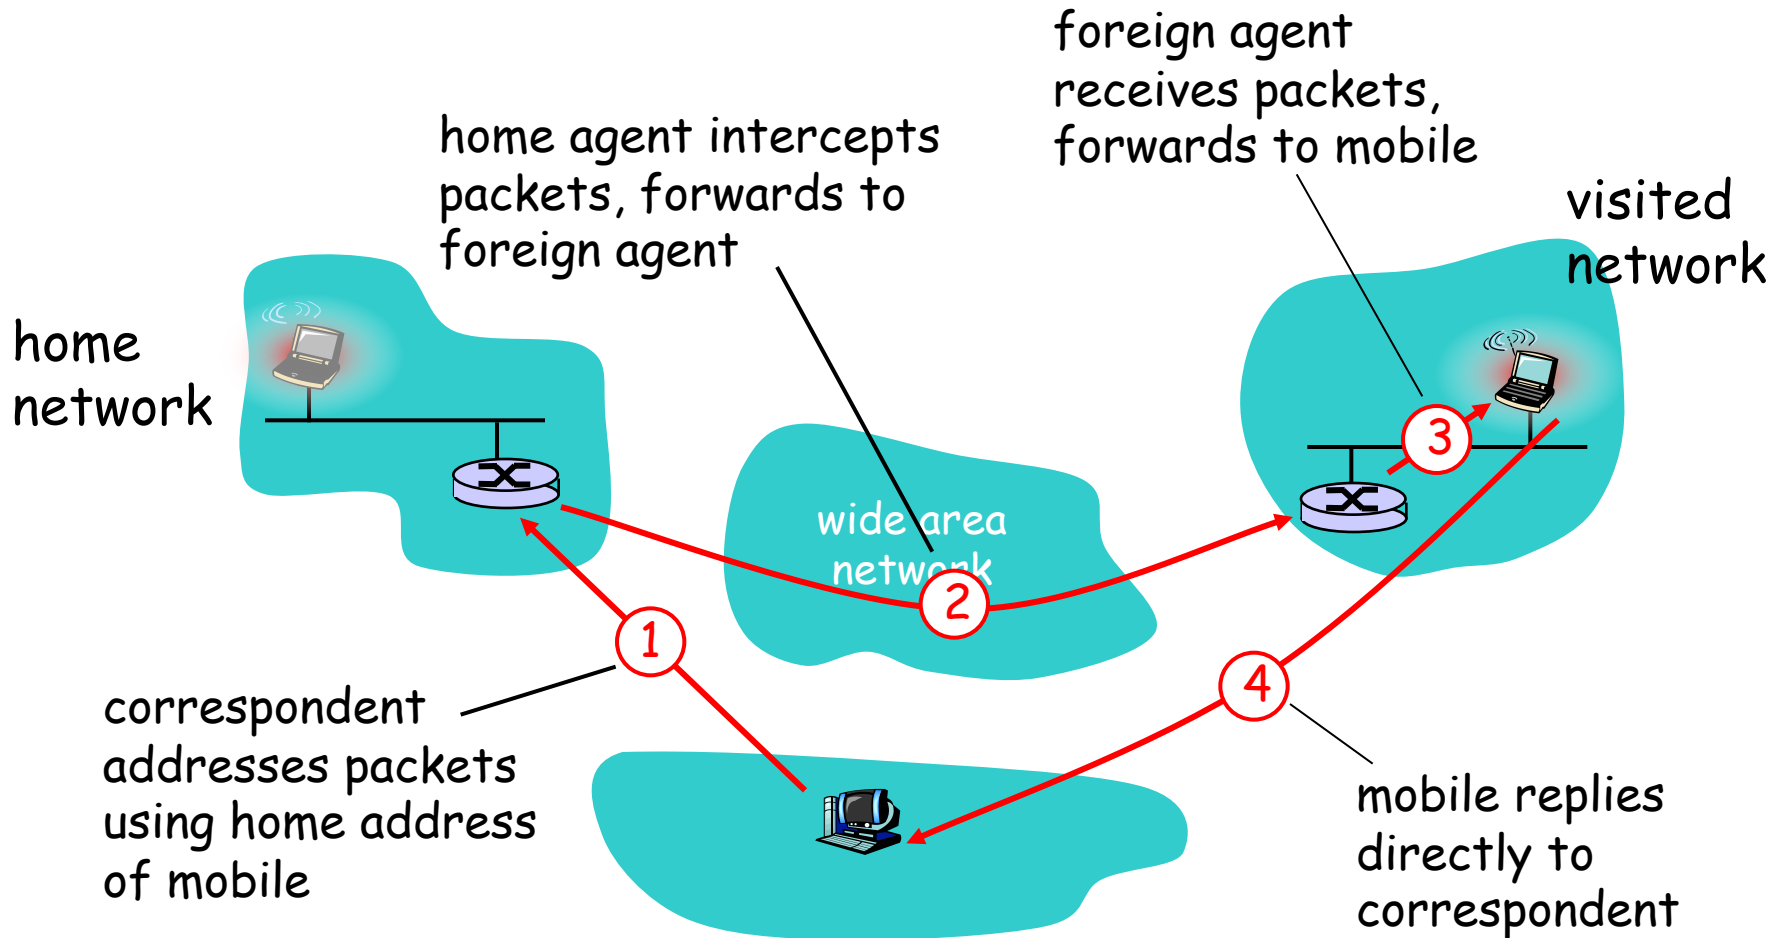 foreign agent
receives packets,
forwards to mobile
home agent intercepts
packets, forwards to
foreign agent
visited
network
home
network
3
wide area
network
2
1
4
correspondent
addresses packets
using home address
of mobile
mobile replies
directly to
correspondent